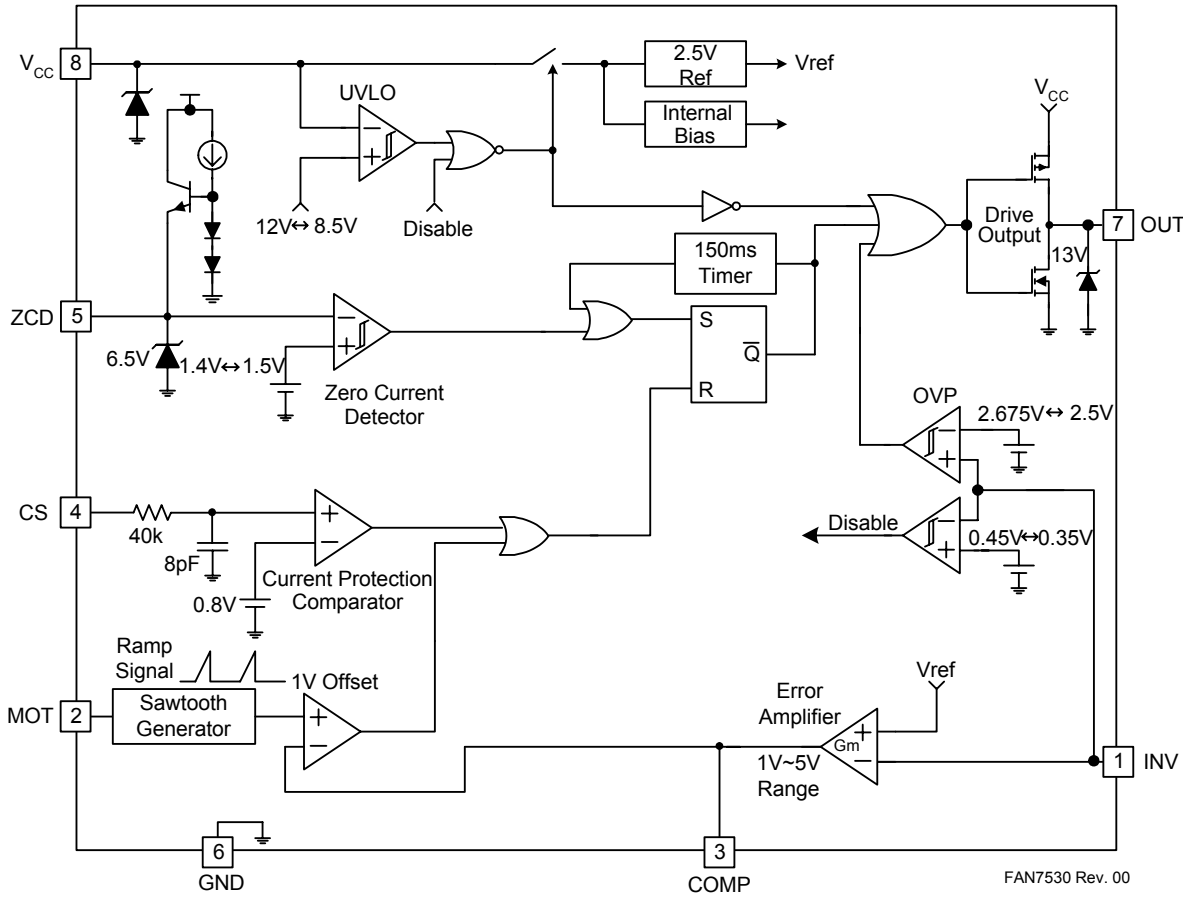 8
V_CC
2.5V
Ref
Vref
UVLO
Internal
Bias
V_CC
−
+
12V↔8.5V
Disable
Drive
Output
7
OUT
150ms
Timer
13V
ZCD
5
−
+
S
Q̅
R
6.5V
1.4V↔1.5V
Zero Current
Detector
OVP
−
+
2.675V↔2.5V
CS
4
40k
8pF
+
−
Current Protection
Comparator
0.8V
Disable
−
+
0.45V↔0.35V
Ramp
Signal
1V Offset
MOT
2
Sawtooth
Generator
+
−
Error
Amplifier
Vref
Gm
+
−
1V~5V
Range
1
INV
6
GND
3
COMP
FAN7530 Rev. 00